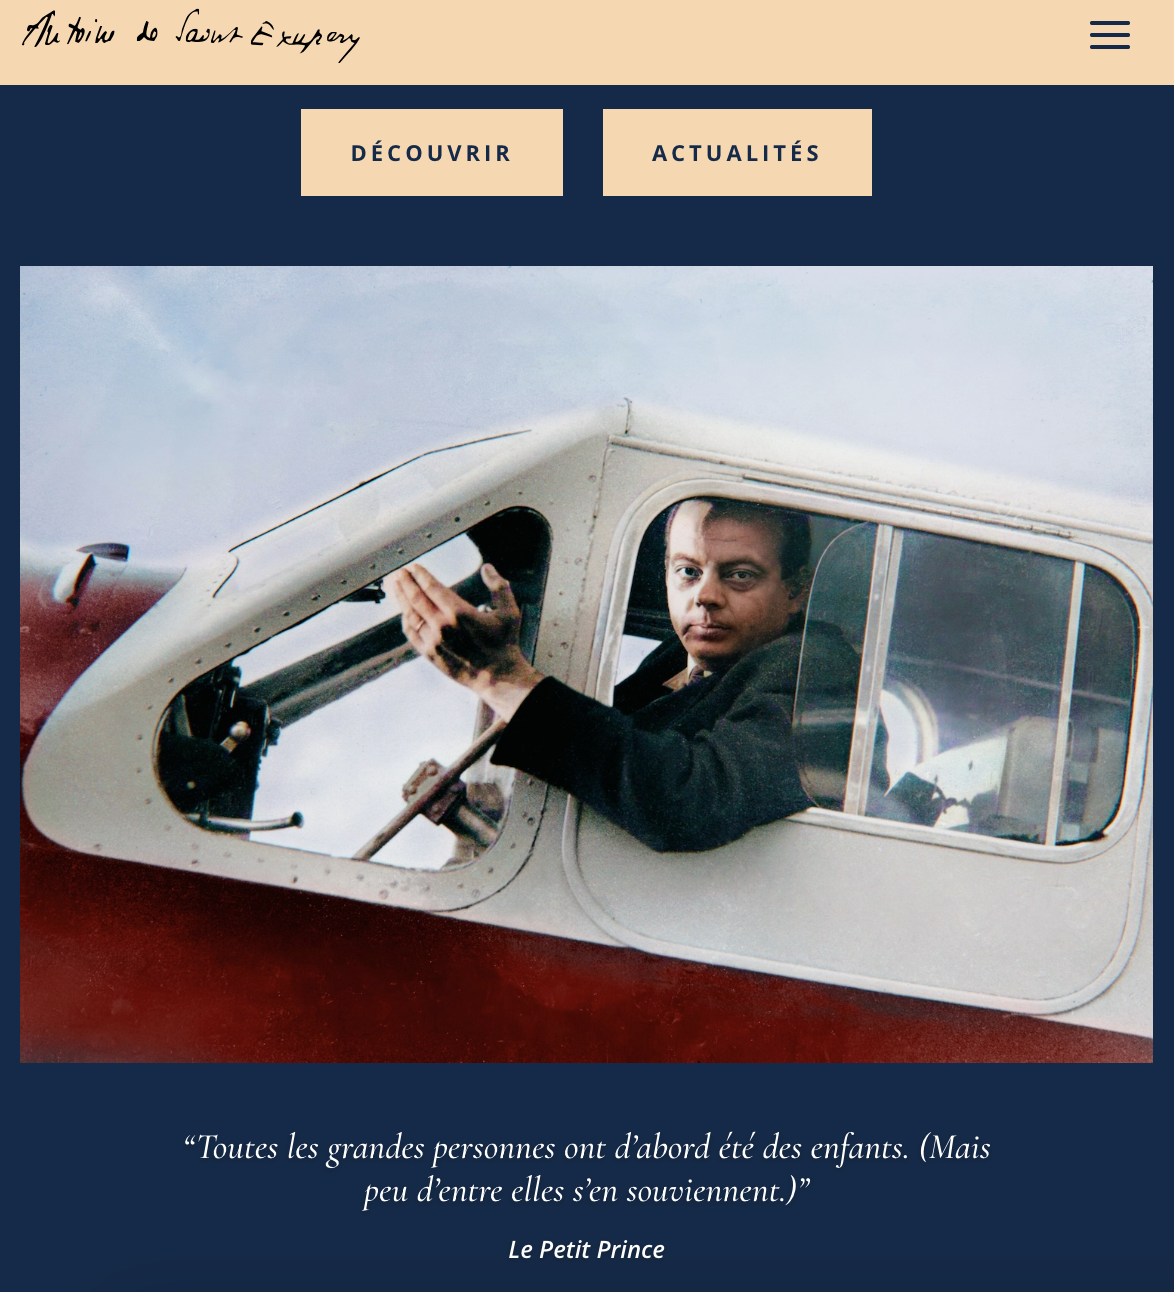 Antoine de Saint Exupéry
DÉCOUVRIR
ACTUALITÉS
“Toutes les grandes personnes ont d’abord été des enfants. (Mais
peu d’entre elles s’en souviennent.)”
Le Petit Prince